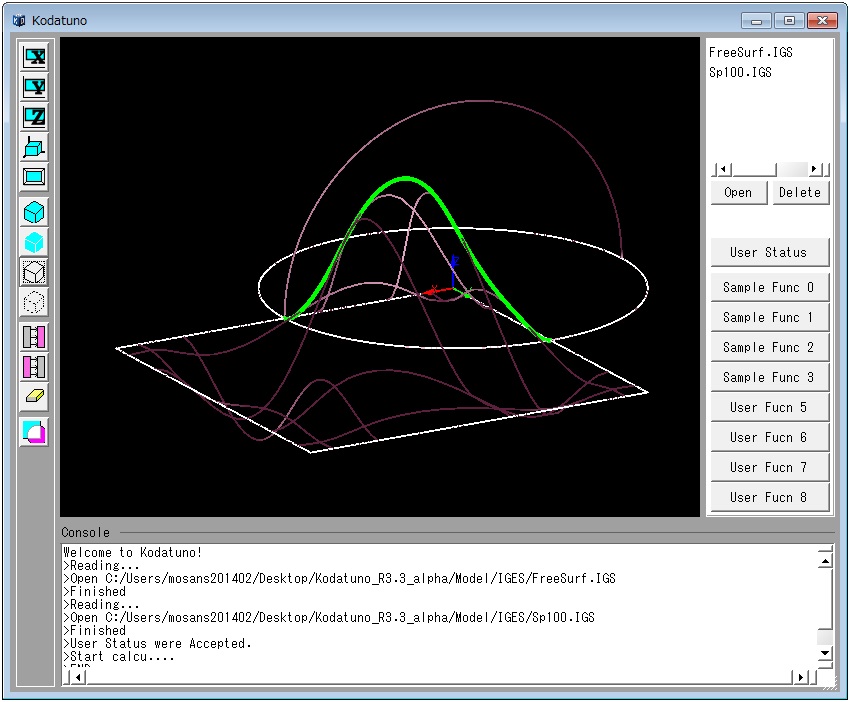 Kodatuno
X
Y
Z
FreeSurf.IGS
Sp100.IGS
Open Delete
User Status
Sample Func 0
Sample Func 1
Sample Func 2
Sample Func 3
User Fucn 5
User Fucn 6
User Fucn 7
User Fucn 8
Console
Welcome to Kodatuno!
>Reading...
>Open C:/Users/mosans201402/Desktop/Kodatuno_R3.3_alpha/Model/IGES/FreeSurf.IGS
>Finished
>Reading...
>Open C:/Users/mosans201402/Desktop/Kodatuno_R3.3_alpha/Model/IGES/Sp100.IGS
>Finished
>User Status were Accepted.
>Start calcu....